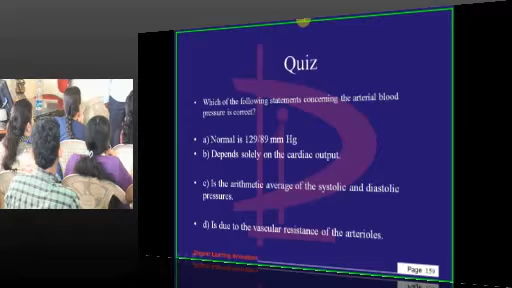 Quiz
• Which of the following statements concerning the arterial blood
pressure is correct?
• a) Normal is 129/89 mm Hg
• b) Depends solely on the cardiac output.
• c) Is the arithmetic average of the systolic and diastolic
pressures.
• d) Is due to the vascular resistance of the arterioles.
Digital Learning
Page 159